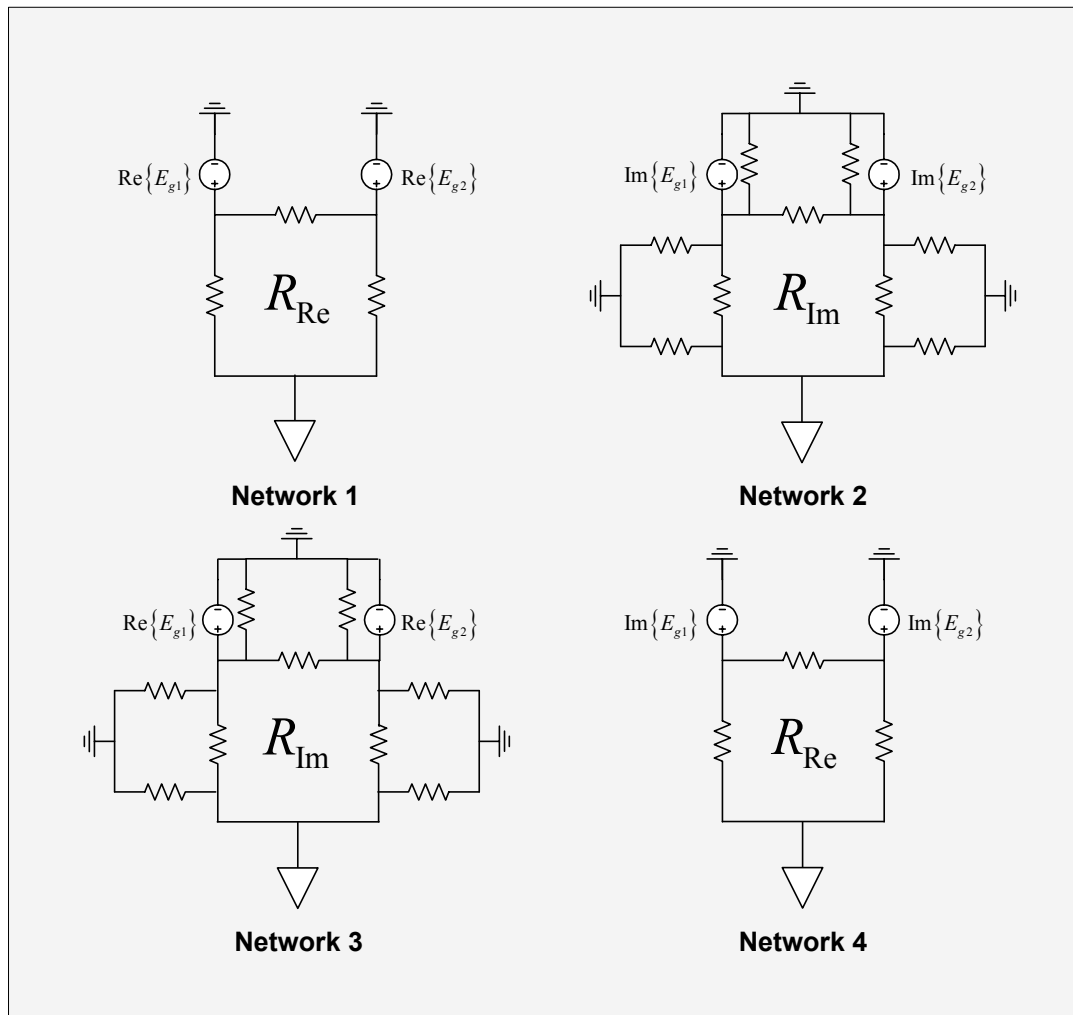 Re{E_g1}
Re{E_g2}
R_Re
Network 1
Im{E_g1}
Im{E_g2}
R_Im
Network 2
Re{E_g1}
Re{E_g2}
R_Im
Network 3
Im{E_g1}
Im{E_g2}
R_Re
Network 4